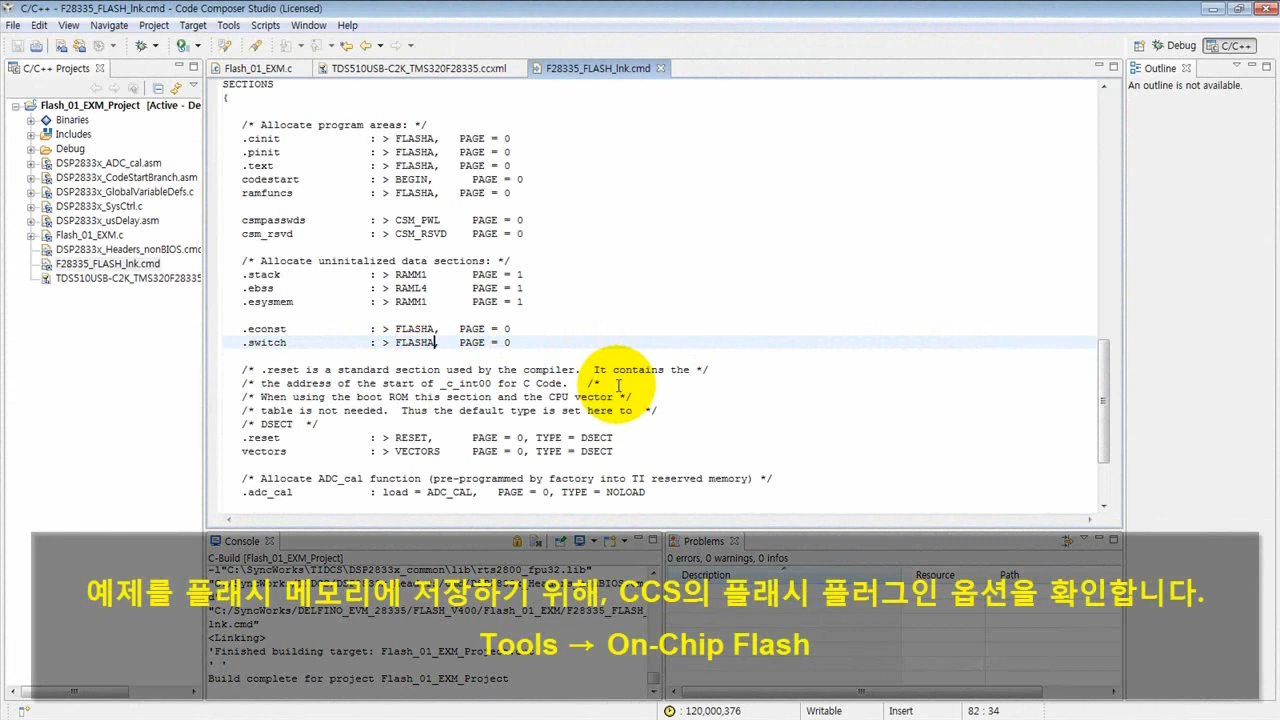 C/C++ - F28335_FLASH_lnk.cmd - Code Composer Studio (Licensed)
File Edit View Navigate Project Target Tools Scripts Window Help
Debug C/C++
C/C++ Projects
Flash_01_EXM.c TDS510USB-C2K_TMS320F28335.ccxml F28335_FLASH_lnk.cmd
Outline
An outline is not available.
Flash_01_EXM_Project [Active - De
Binaries
Includes
Debug
DSP2833x_ADC_cal.asm
DSP2833x_CodeStartBranch.asm
DSP2833x_GlobalVariableDefs.c
DSP2833x_SysCtrl.c
DSP2833x_usDelay.asm
Flash_01_EXM.c
DSP2833x_Headers_nonBIOS.cmd
F28335_FLASH_lnk.cmd
TDS510USB-C2K_TMS320F28335
SECTIONS
{
/* Allocate program areas: */
.cinit : > FLASHA, PAGE = 0
.pinit : > FLASHA, PAGE = 0
.text : > FLASHA, PAGE = 0
codestart : > BEGIN, PAGE = 0
ramfuncs : > FLASHA, PAGE = 0
csmpasswds : > CSM_PWL PAGE = 0
csm_rsvd : > CSM_RSVD PAGE = 0
/* Allocate uninitalized data sections: */
.stack : > RAMM1 PAGE = 1
.ebss : > RAML4 PAGE = 1
.esysmem : > RAMM1 PAGE = 1
.econst : > FLASHA, PAGE = 0
.switch : > FLASHA, PAGE = 0
/* .reset is a standard section used by the compiler. It contains the */
/* the address of the start of _c_int00 for C Code. /*
/* When using the boot ROM this section and the CPU vector */
/* table is not needed. Thus the default type is set here to */
/* DSECT */
.reset : > RESET, PAGE = 0, TYPE = DSECT
vectors : > VECTORS PAGE = 0, TYPE = DSECT
/* Allocate ADC_cal function (pre-programmed by factory into TI reserved memory) */
.adc_cal : load = ADC_CAL, PAGE = 0, TYPE = NOLOAD
Console
C-Build [Flash_01_EXM_Project]
-l"C:/SyncWorks\TIDCS\DSP2833x_common\lib\rts2800_fpu32.lib"
"C:/SyncWorks/DELFINO_EVM_28335/FLASH_V400/Flash_01_EXM/F28335_FLASH_
lnk.cmd"
<Linking>
'Finished building target: Flash_01_EXM_Project
' '
Build complete for project Flash_01_EXM_Project
Problems
0 errors, 0 warnings, 0 infos
Description Resource Path
예제를 플래시 메모리에 저장하기 위해, CCS의 플래시 플러그인 옵션을 확인합니다.
Tools → On-Chip Flash
: 120,000,376 Writable Insert 82 : 34